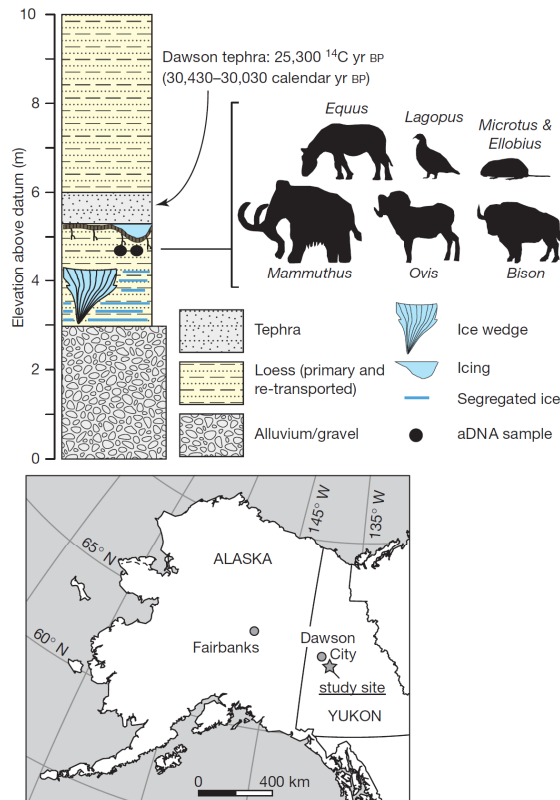 10
8
6
4
2
0
Elevation above datum (m)
Dawson tephra: 25,300 14C yr BP
(30,430–30,030 calendar yr BP)
Equus
Lagopus
Microtus &
Ellobius
Mammuthus
Ovis
Bison
Tephra
Loess (primary and
re-transported)
Alluvium/gravel
Ice wedge
Icing
Segregated ice
aDNA sample
145° W
135° W
65° N
60° N
ALASKA
Fairbanks
Dawson
City
study site
YUKON
0 400 km